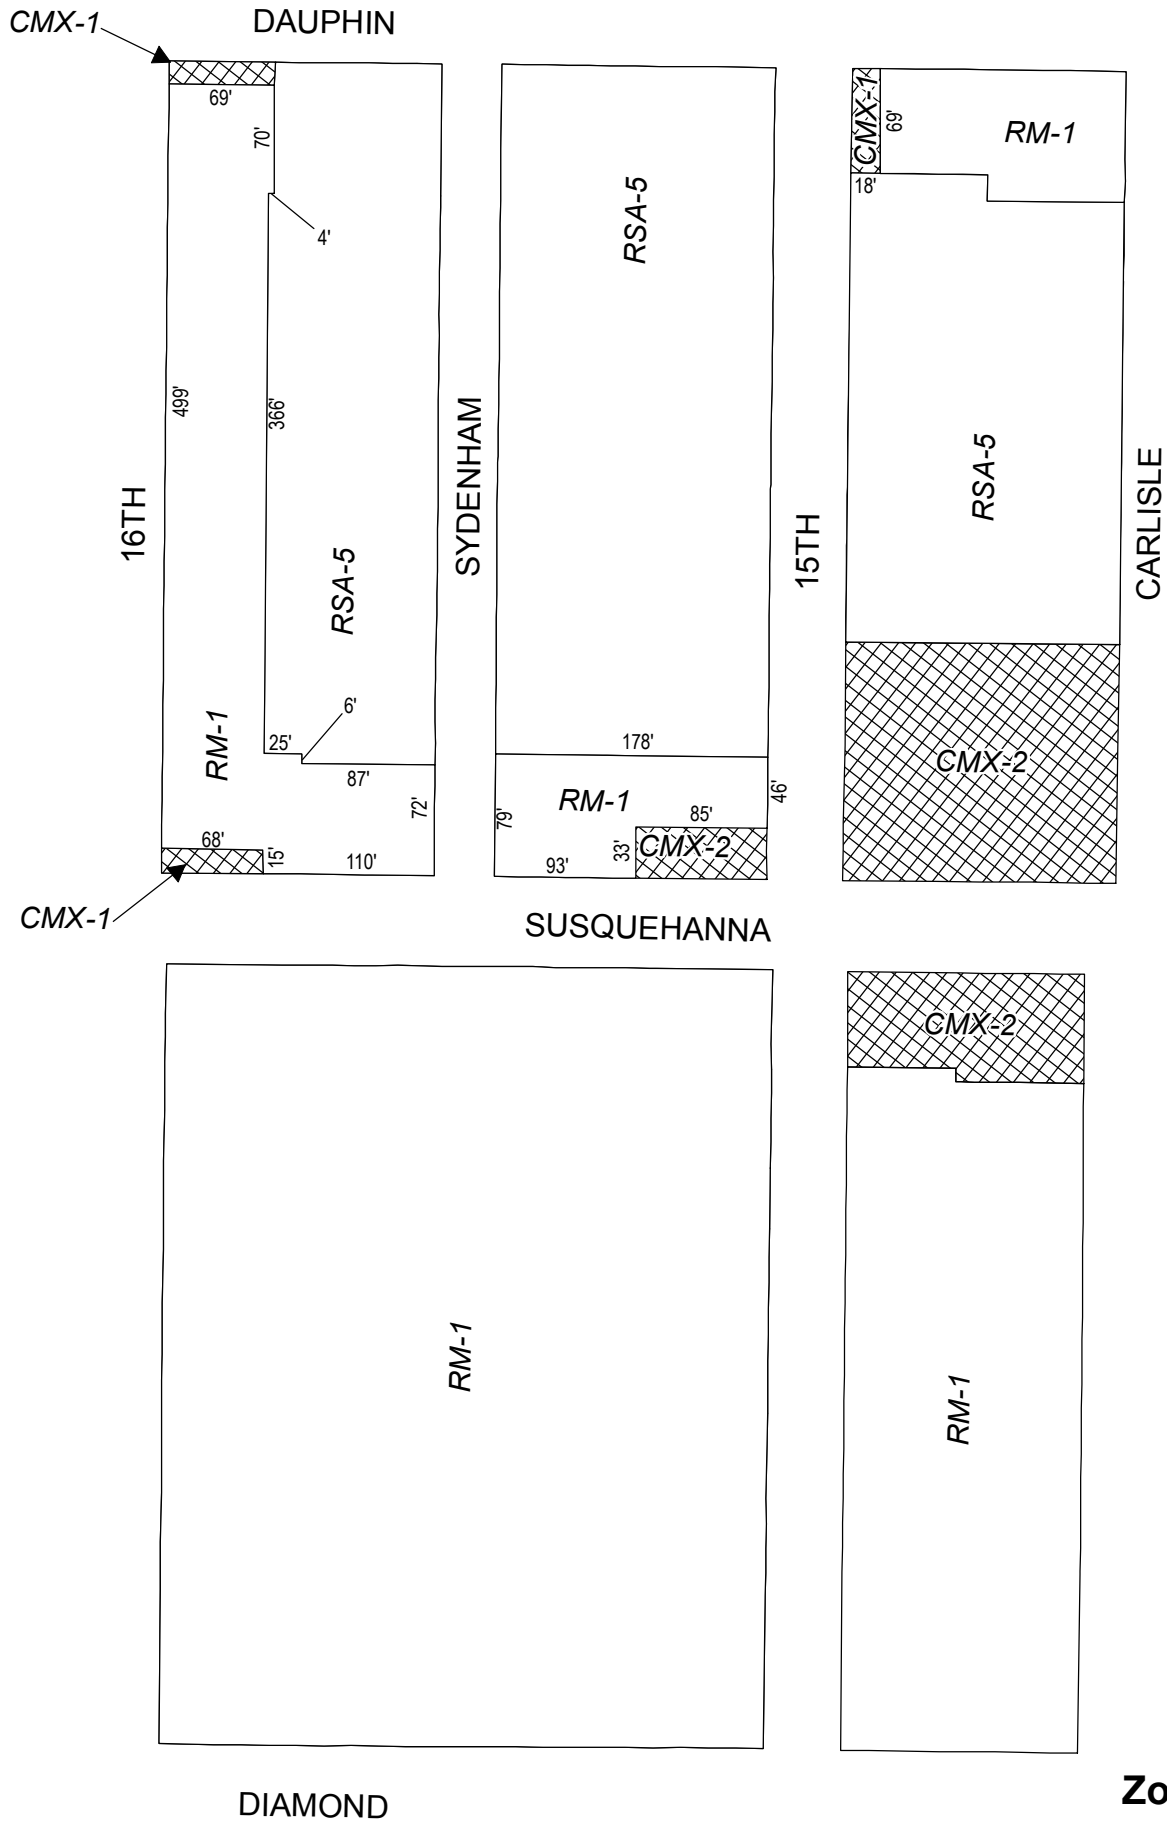 CMX-1
DAUPHIN
69'
70'
4'
499'
366'
16TH
RSA-5
RM-1
25'
6'
87'
72'
68'
15'
110'
CMX-1
SYDENHAM
RSA-5
178'
79'
RM-1
46'
85'
93'
33'
CMX-2
15TH
CMX-1
69'
RM-1
18'
RSA-5
CARLISLE
CMX-2
SUSQUEHANNA
RM-1
CMX-2
RM-1
DIAMOND
Zo